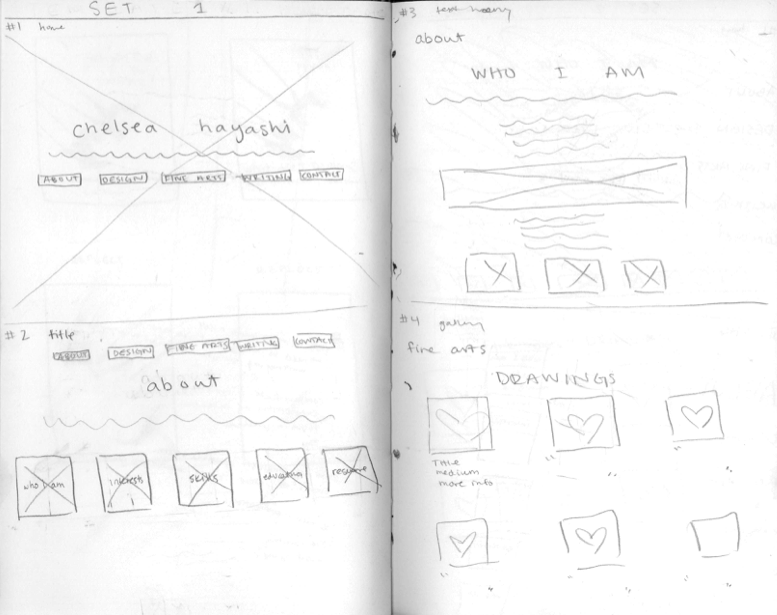 SET 1
#1 home
chelsea hayashi
ABOUT DESIGN FINE ARTS WRITING CONTACT
#2 title
ABOUT DESIGN FINE ARTS WRITING CONTACT
about
who I am interests skills education resume
#3
about
WHO I AM
#4 gallery
fine arts
DRAWINGS
Title
medium
more info